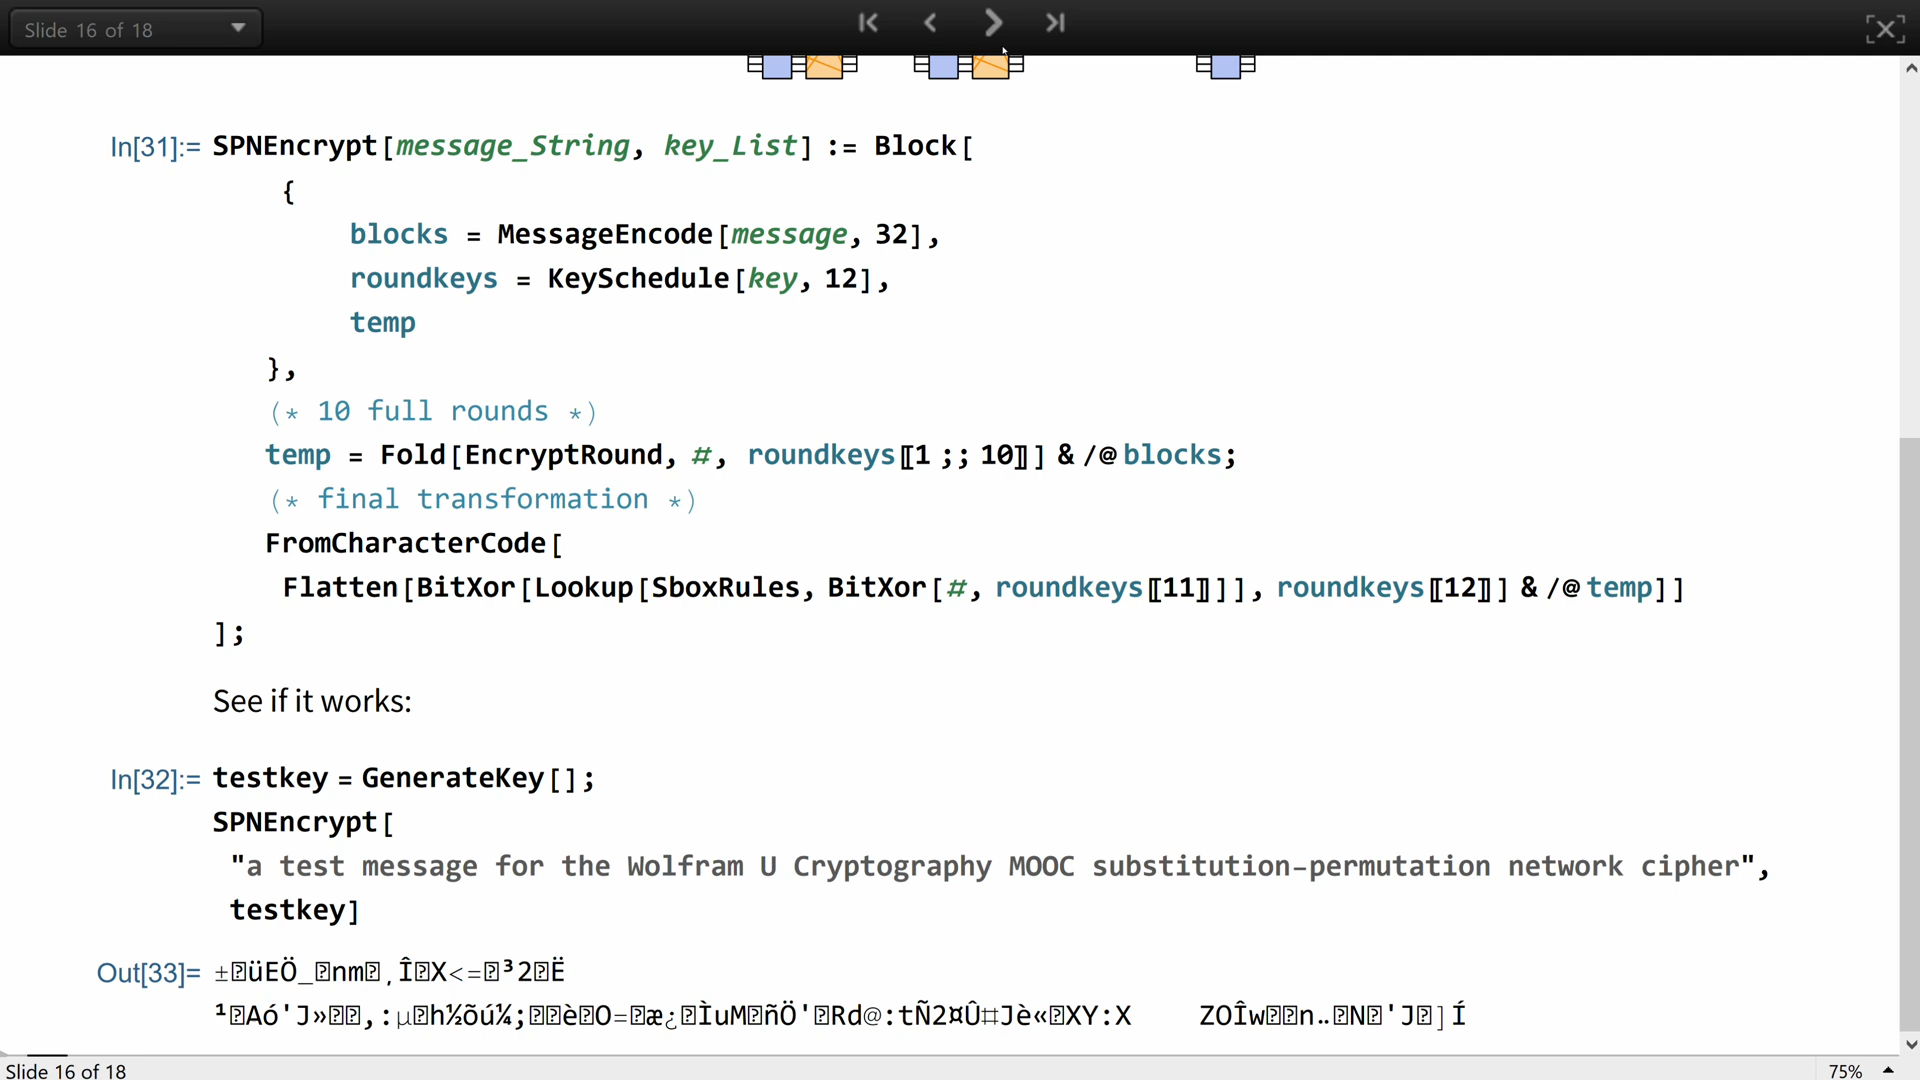 Slide 16 of 18
In[31]:= SPNEncrypt[message_String, key_List] := Block[
{
blocks = MessageEncode[message, 32],
roundkeys = KeySchedule[key, 12],
temp
},
(* 10 full rounds *)
temp = Fold[EncryptRound, #, roundkeys〚1 ;; 10〛] & /@ blocks;
(* final transformation *)
FromCharacterCode[
Flatten[BitXor[Lookup[SboxRules, BitXor[#, roundkeys〚11〛]], roundkeys〚12〛] & /@ temp]]
];
See if it works:
In[32]:= testkey = GenerateKey[];
SPNEncrypt[
"a test message for the Wolfram U Cryptography MOOC substitution-permutation network cipher",
testkey]
Out[33]=
Slide 16 of 18
75%